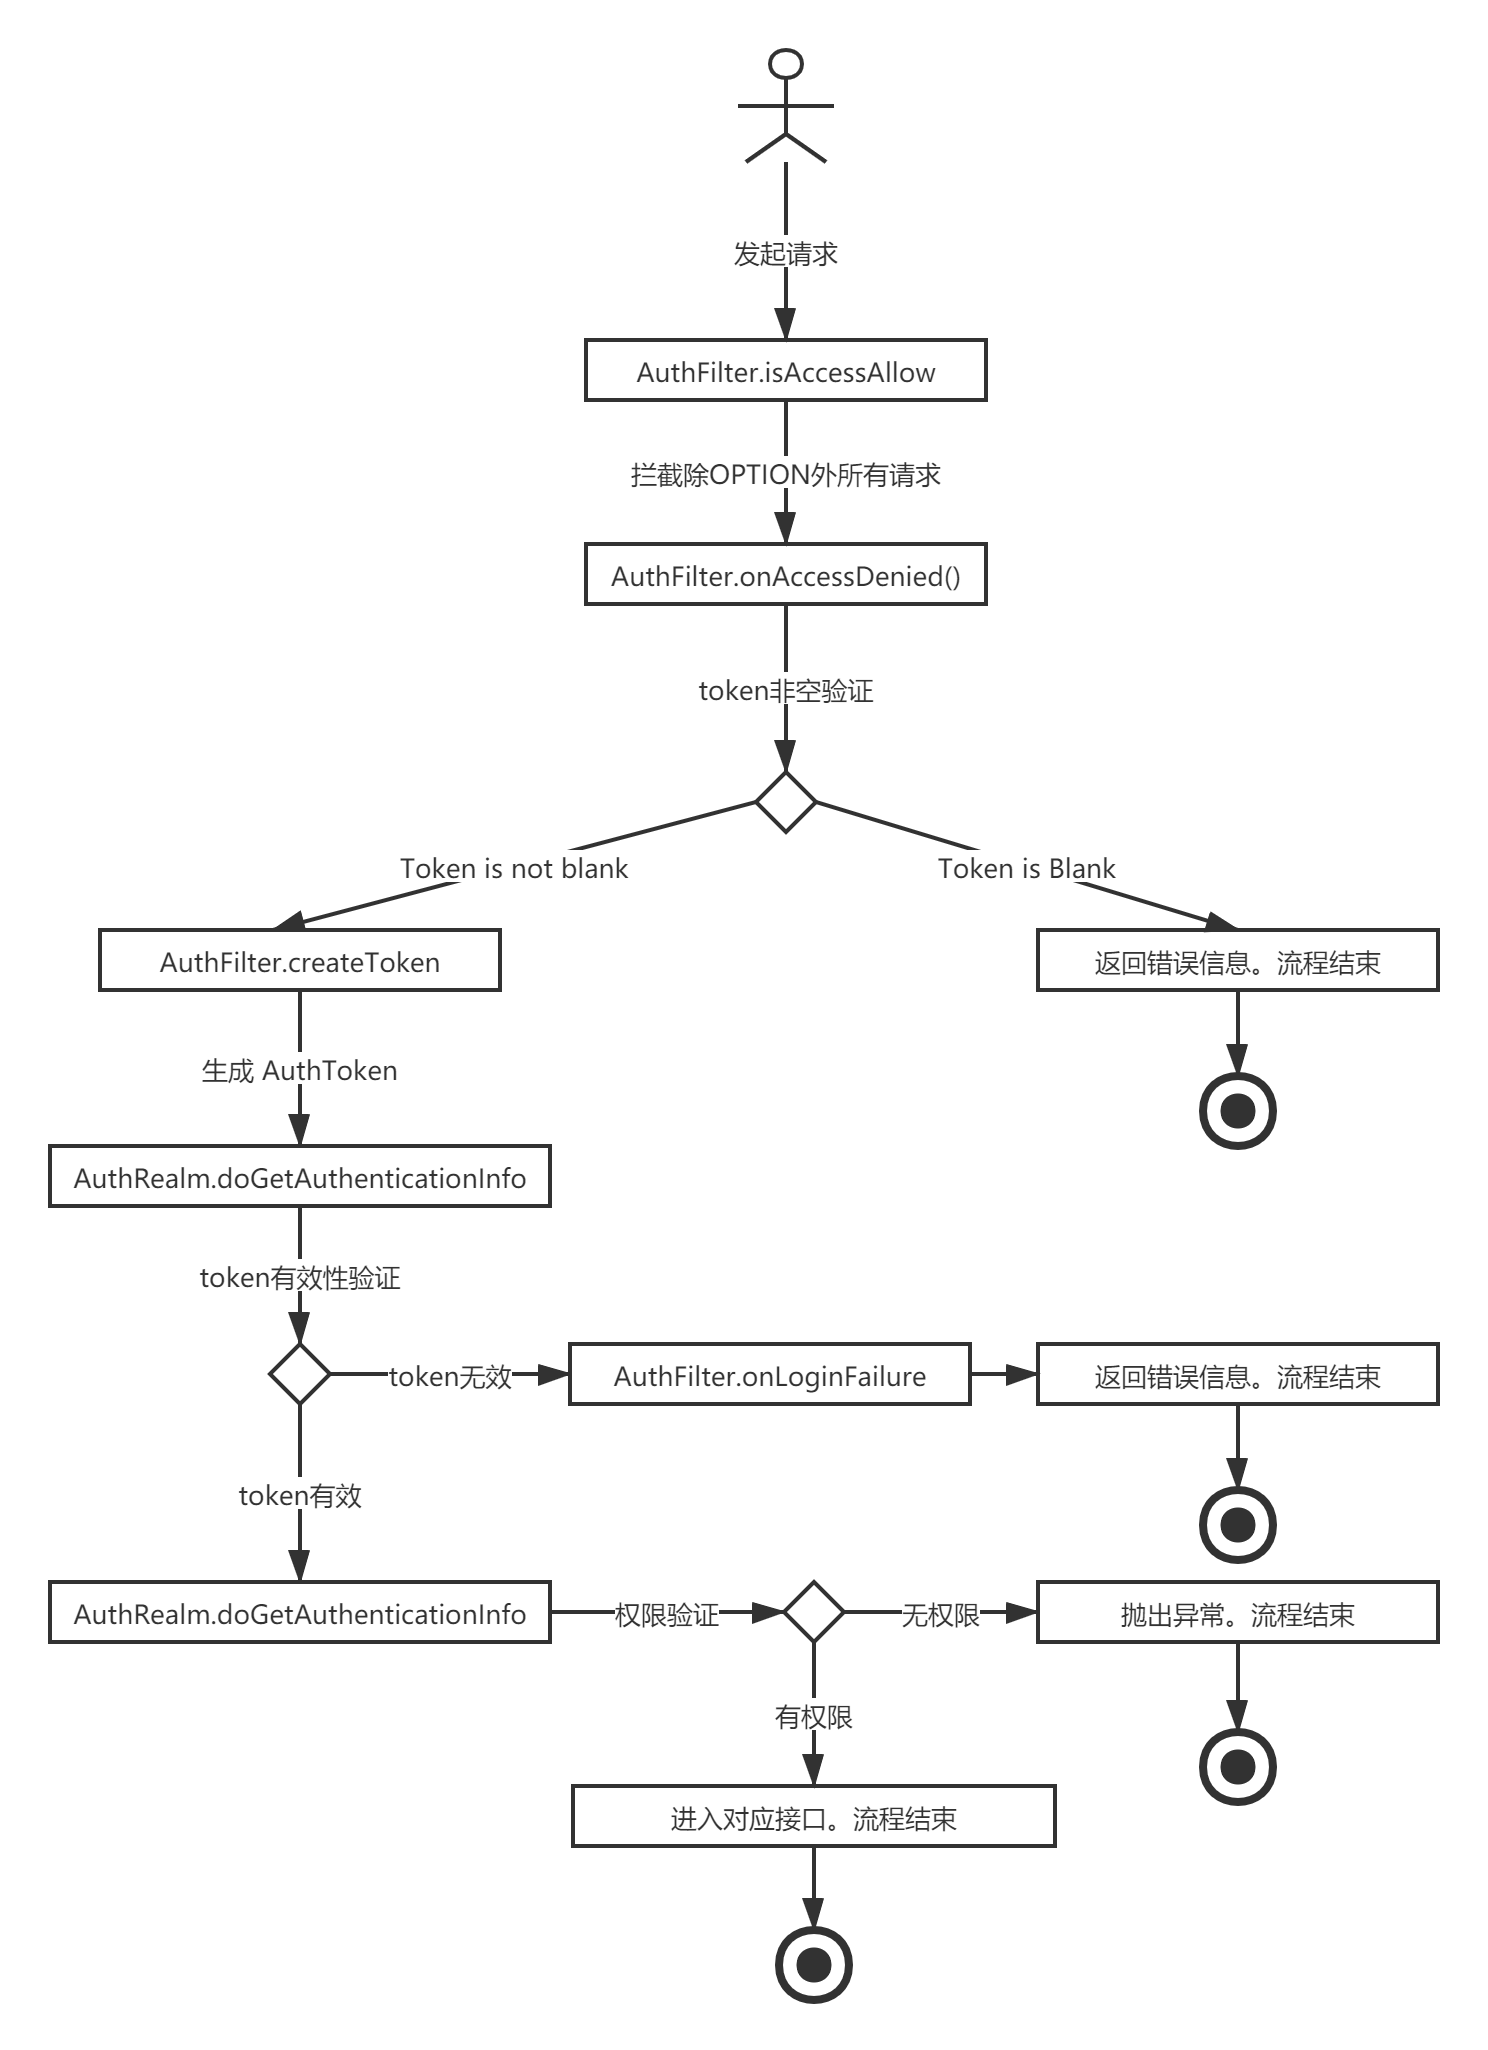 发起请求
AuthFilter.isAccessAllow
拦截除OPTION外所有请求
AuthFilter.onAccessDenied()
token非空验证
Token is not blank
Token is Blank
AuthFilter.createToken
返回错误信息。流程结束
生成 AuthToken
AuthRealm.doGetAuthenticationInfo
token有效性验证
token无效
AuthFilter.onLoginFailure
返回错误信息。流程结束
token有效
AuthRealm.doGetAuthenticationInfo
权限验证
无权限
抛出异常。流程结束
有权限
进入对应接口。流程结束